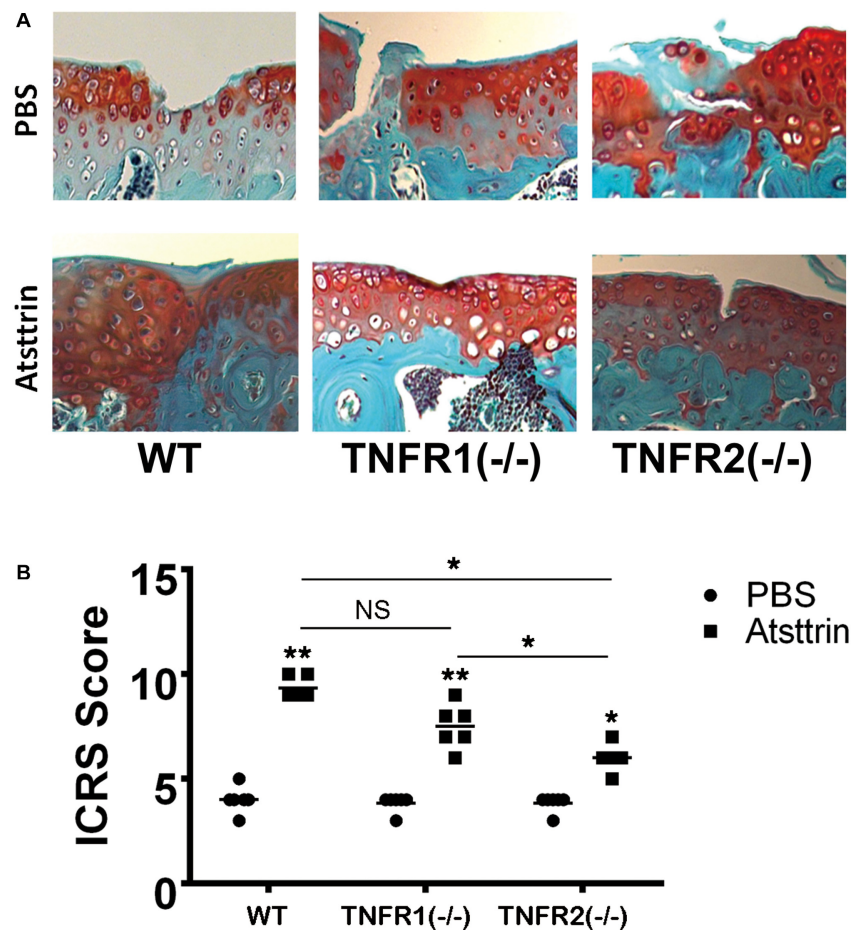 A
PBS
Atsttrin
WT TNFR1(-/-) TNFR2(-/-)
B
ICRS Score
15
10
5
0
*
NS
*
**
**
*
PBS
Atsttrin
WT TNFR1(-/-) TNFR2(-/-)